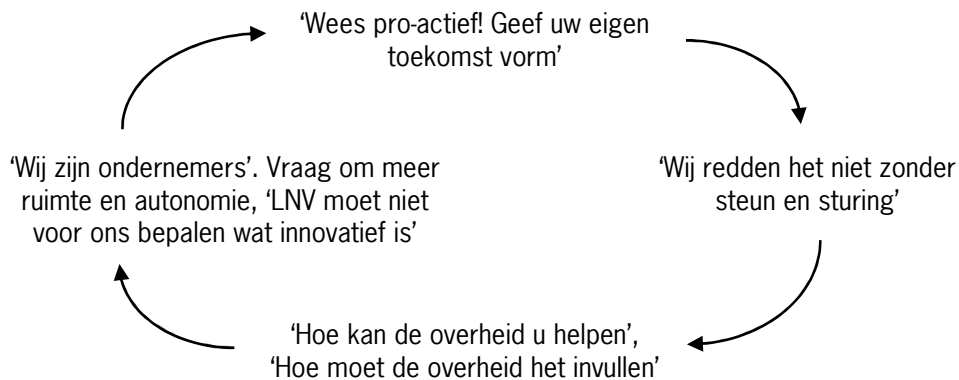 ‘Wees pro-actief! Geef uw eigen
toekomst vorm’
‘Wij zijn ondernemers’. Vraag om meer
ruimte en autonomie, ‘LNV moet niet
voor ons bepalen wat innovatief is’
‘Wij redden het niet zonder
steun en sturing’
‘Hoe kan de overheid u helpen’,
‘Hoe moet de overheid het invullen’